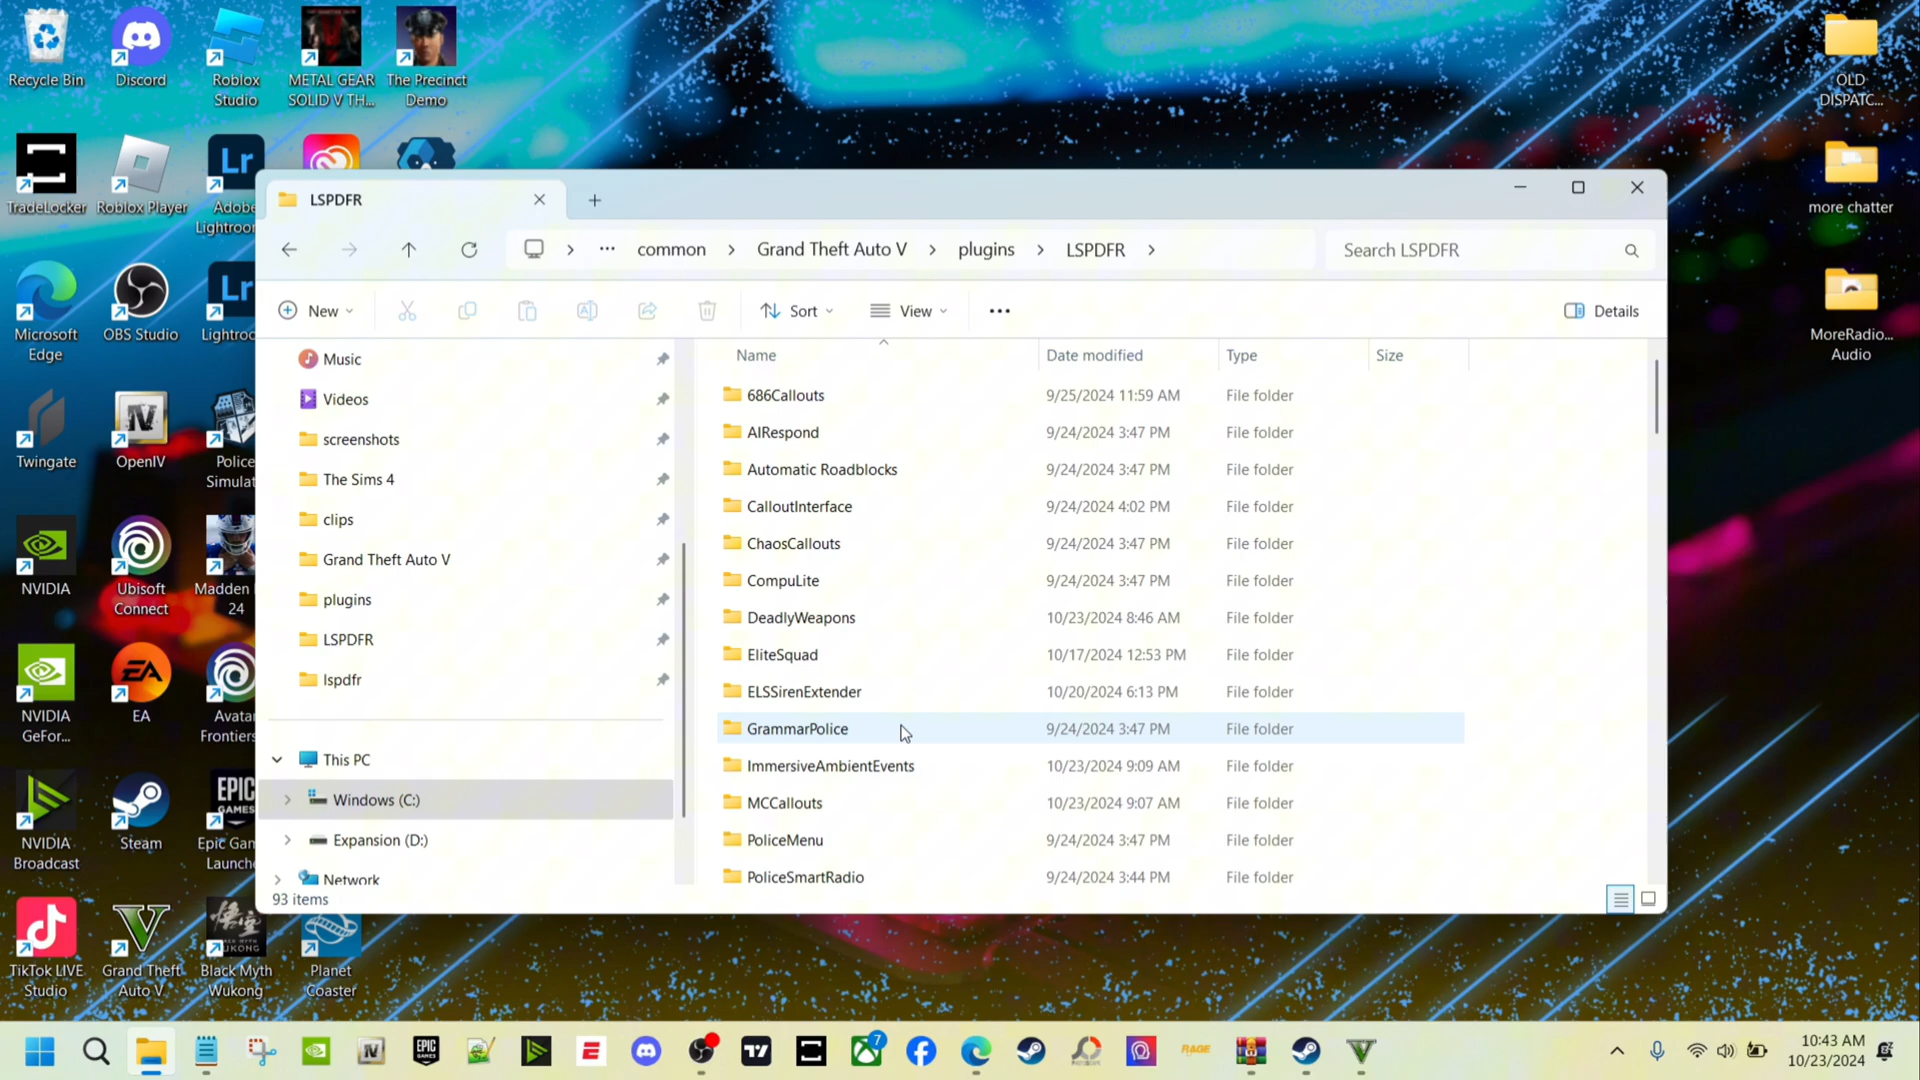 Recycle Bin
Discord
Roblox
Studio
METAL GEAR
SOLID V TH...
The Precinct
Demo
OLD
DISPATC...
TradeLocker
Roblox Player
Adobe
Lightroom
more chatter
Microsoft
Edge
OBS Studio
Lightroo
MoreRadio...
Audio
Twingate
OpenIV
Police
Simulat
NVIDIA
Ubisoft
Connect
Madden
24
NVIDIA
GeFor...
EA
Avatar
Frontiers
NVIDIA
Broadcast
Steam
Epic Gam
Launche
TikTok LIVE
Studio
Grand Theft
Auto V
Black Myth
Wukong
Planet
Coaster
LSPDFR
··· common > Grand Theft Auto V > plugins > LSPDFR >
Search LSPDFR
New
Sort
View
Details
Music
Videos
screenshots
The Sims 4
clips
Grand Theft Auto V
plugins
LSPDFR
lspdfr
This PC
Windows (C:)
Expansion (D:)
Network
93 items
Name Date modified Type Size
686Callouts 9/25/2024 11:59 AM File folder
AIRespond 9/24/2024 3:47 PM File folder
Automatic Roadblocks 9/24/2024 3:47 PM File folder
CalloutInterface 9/24/2024 4:02 PM File folder
ChaosCallouts 9/24/2024 3:47 PM File folder
CompuLite 9/24/2024 3:47 PM File folder
DeadlyWeapons 10/23/2024 8:46 AM File folder
EliteSquad 10/17/2024 12:53 PM File folder
ELSSirenExtender 10/20/2024 6:13 PM File folder
GrammarPolice 9/24/2024 3:47 PM File folder
ImmersiveAmbientEvents 10/23/2024 9:09 AM File folder
MCCallouts 10/23/2024 9:07 AM File folder
PoliceMenu 9/24/2024 3:47 PM File folder
PoliceSmartRadio 9/24/2024 3:44 PM File folder
10:43 AM
10/23/2024